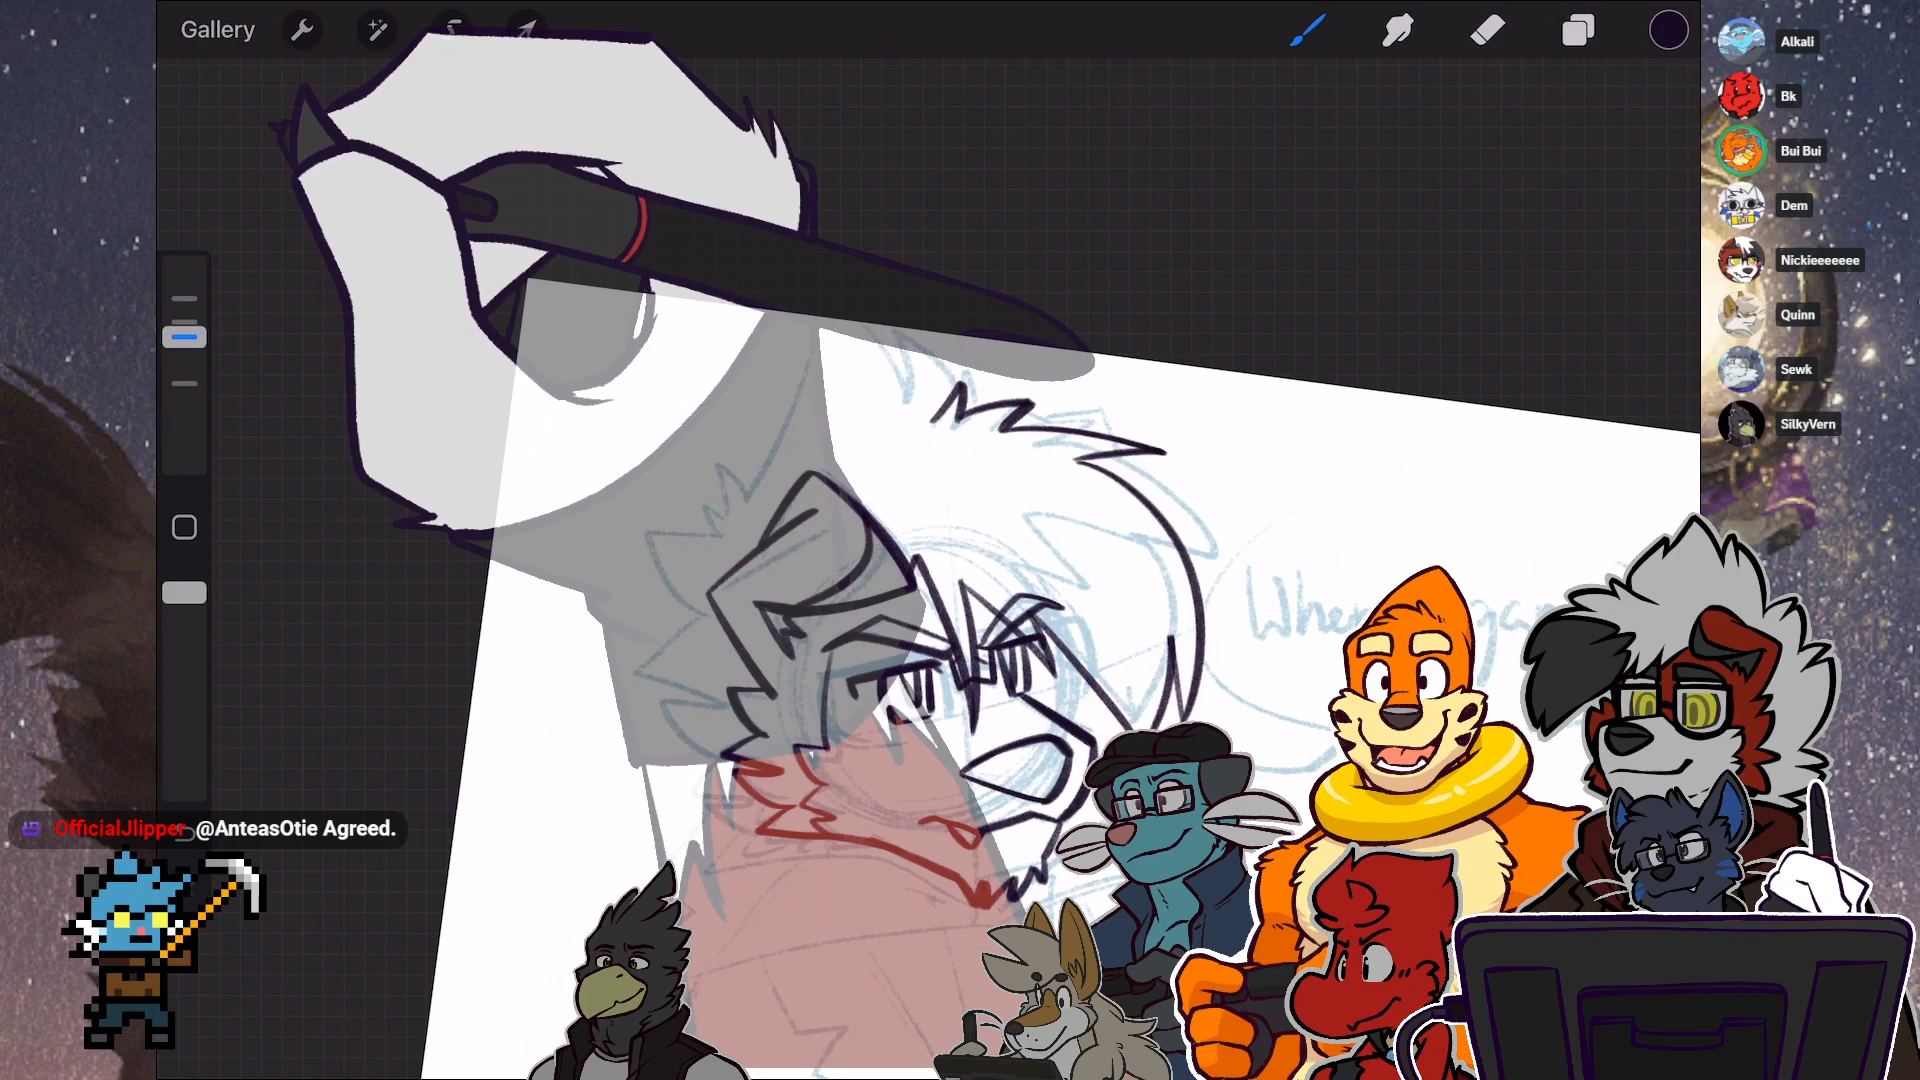 Gallery
Alkali
Bk
Bui Bui
Dem
Nickieeeeeee
Quinn
Sewk
SilkyVern
OfficialJlipper @AnteasOtie Agreed.